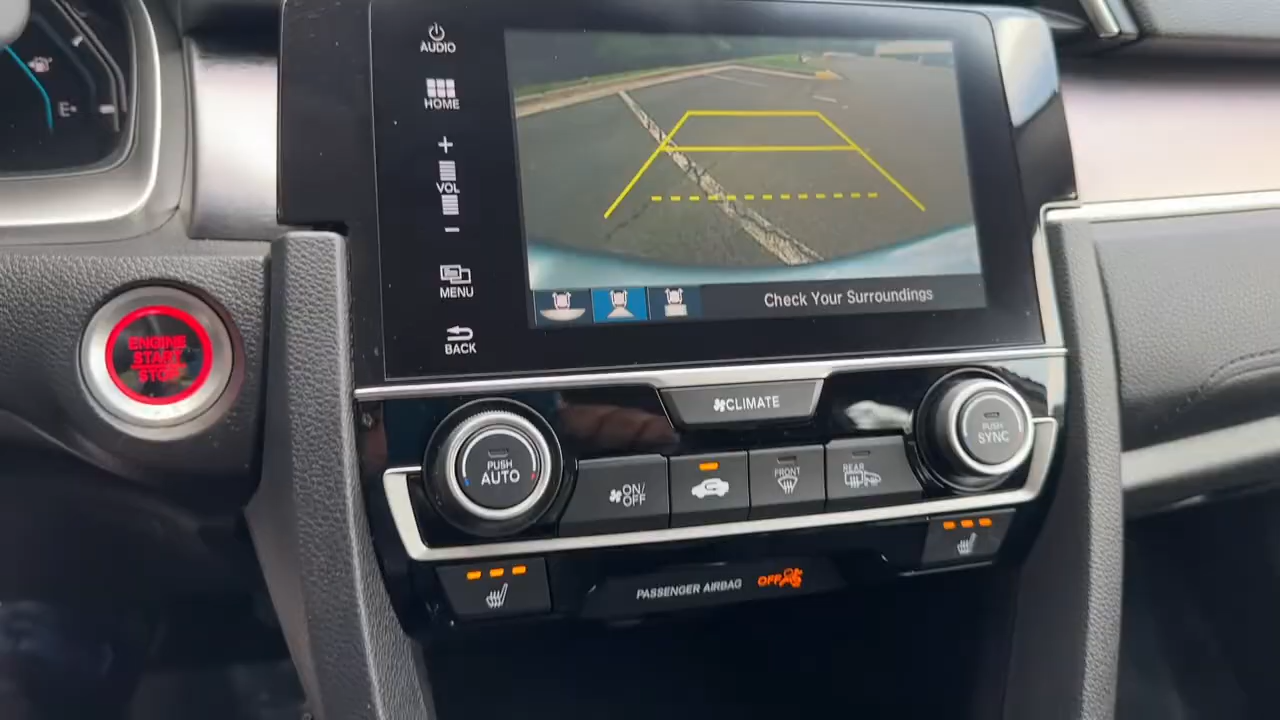 AUDIO
HOME
E
+
VOL
−
MENU
BACK
Check Your Surroundings
ENGINE
START
STOP
CLIMATE
PUSH
AUTO
ON/
OFF
FRONT
REAR
PUSH
SYNC
PASSENGER AIRBAG
OFF